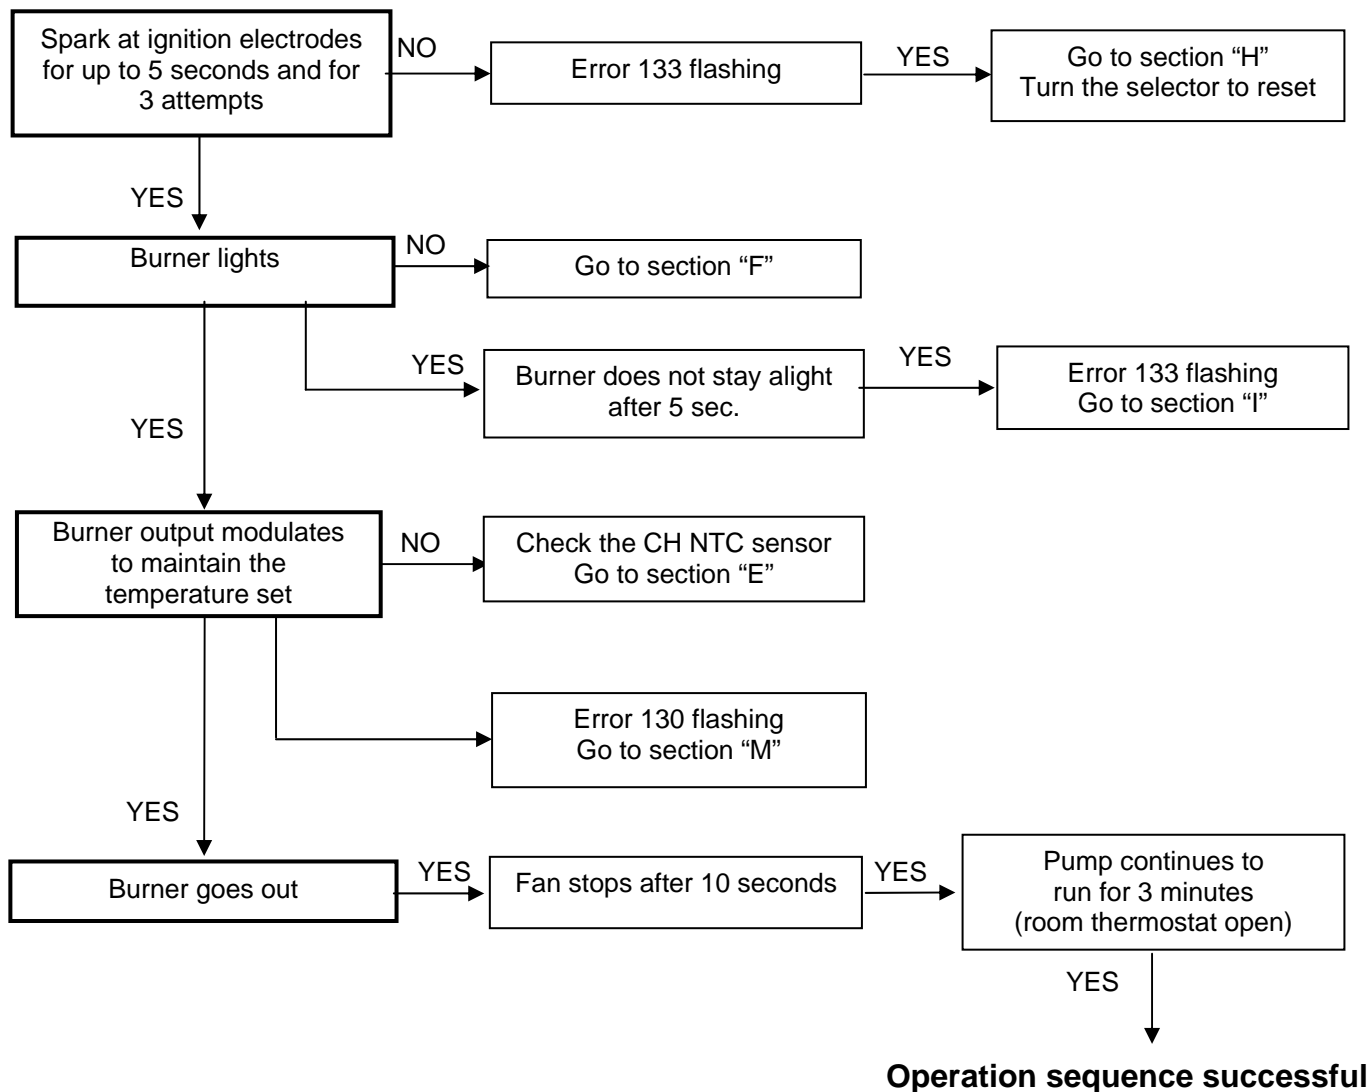 Spark at ignition electrodes
for up to 5 seconds and for
3 attempts
NO
Error 133 flashing
YES
Go to section “H”
Turn the selector to reset
YES
Burner lights
NO
Go to section “F”
YES
Burner does not stay alight
after 5 sec.
YES
Error 133 flashing
Go to section “I”
YES
Burner output modulates
to maintain the
temperature set
NO
Check the CH NTC sensor
Go to section “E”
Error 130 flashing
Go to section “M”
YES
Burner goes out
YES
Fan stops after 10 seconds
YES
Pump continues to
run for 3 minutes
(room thermostat open)
YES
Operation sequence successful